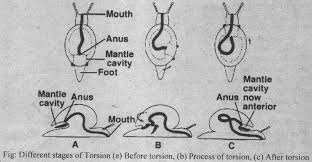 Mouth
Anus
Mantle
cavity
Foot
Mantle
cavity
Anus
Mouth
Anus
Mantle
cavity
now
anterior
A
B
C
Fig: Different stages of Torsion (a) Before torsion, (b) Process of torsion, (c) After torsion